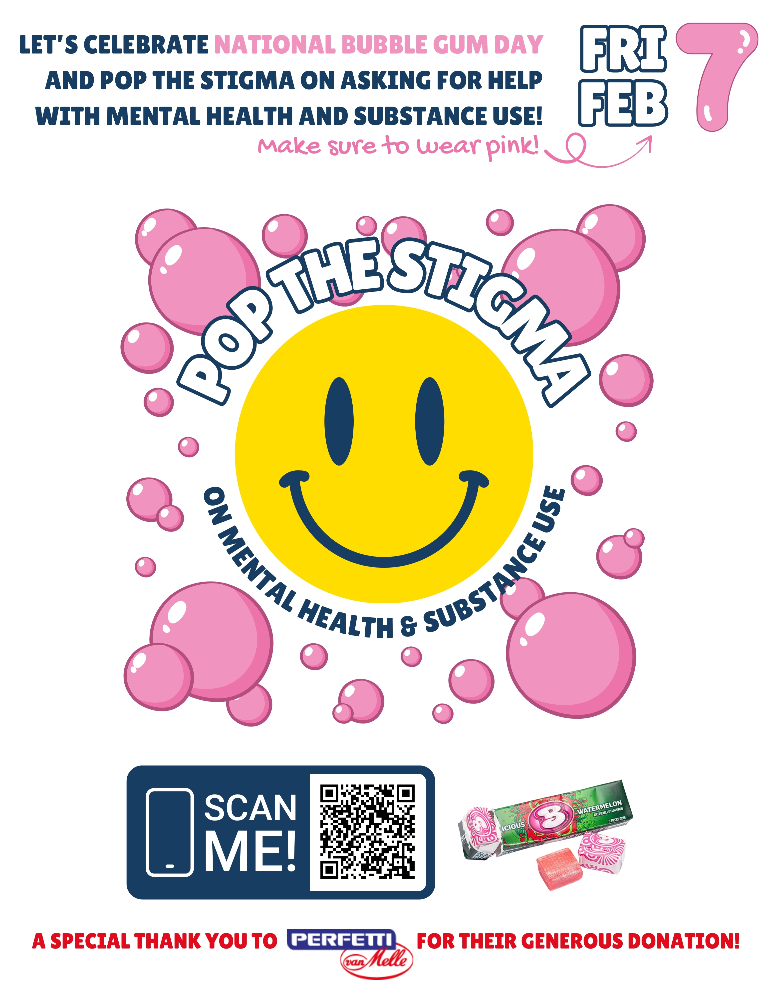 LET'S CELEBRATE NATIONAL BUBBLE GUM DAY
AND POP THE STIGMA ON ASKING FOR HELP
WITH MENTAL HEALTH AND SUBSTANCE USE!
Make sure to wear pink!
FRI
FEB
7
POP THE STIGMA
ON MENTAL HEALTH & SUBSTANCE USE
SCAN
ME!
LICIOUS
B
WATERMELON
ARTIFICIALLY FLAVORED
5 PIECES GUM
A SPECIAL THANK YOU TO PERFETTI van Melle FOR THEIR GENEROUS DONATION!